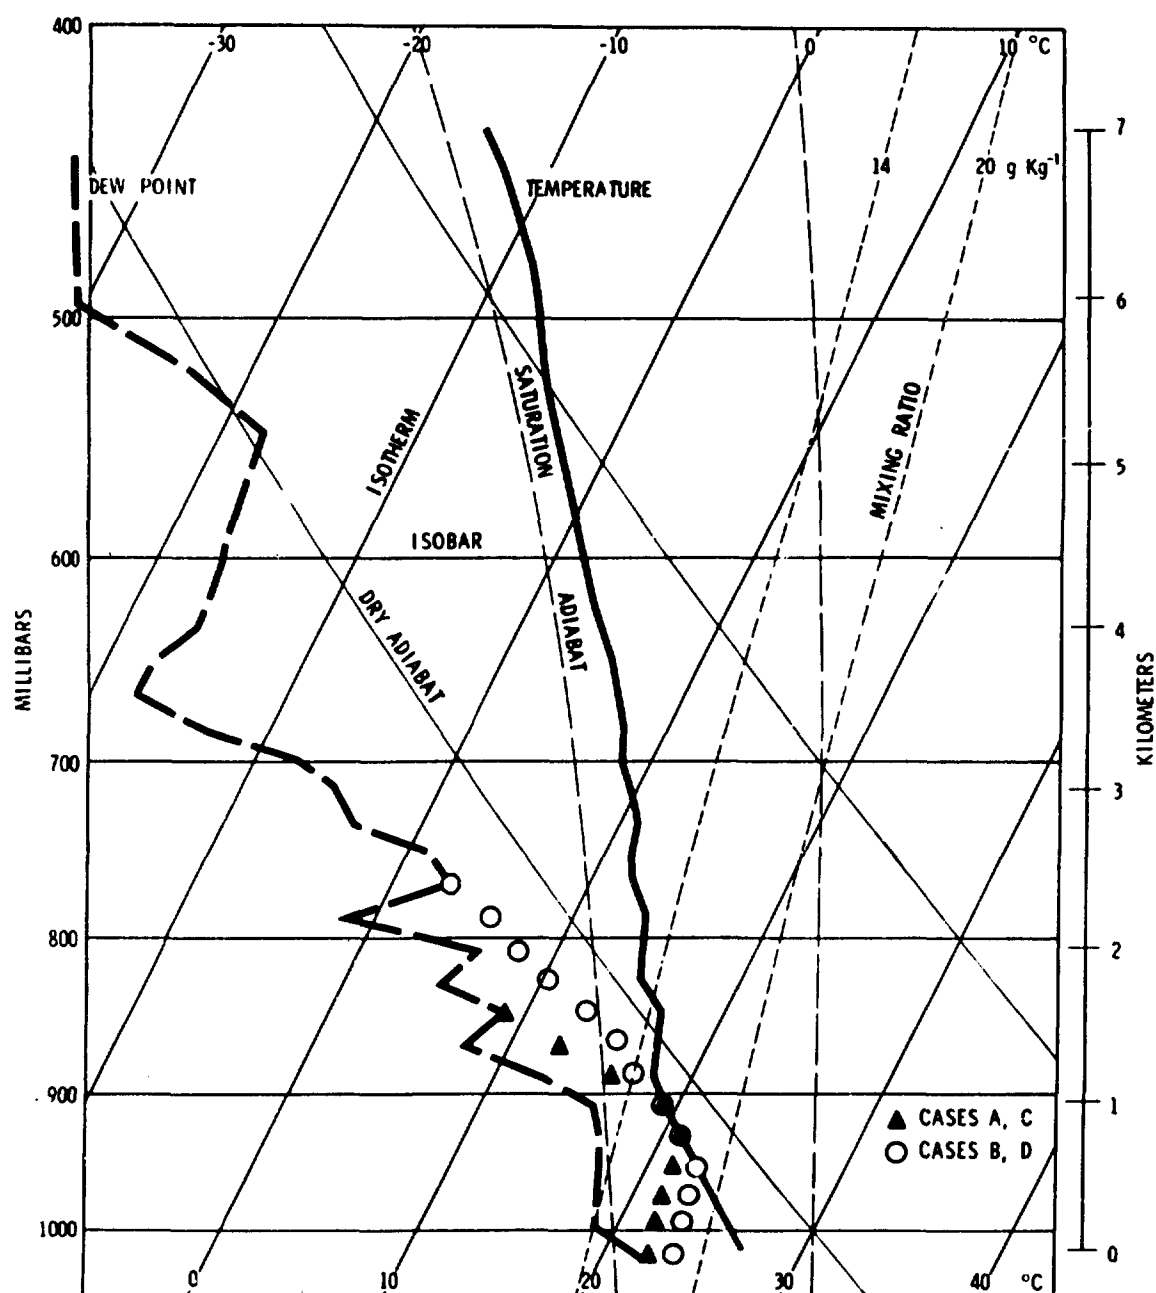 400
-30
-20
-10
0
10 °C
7
DEW POINT
TEMPERATURE
14
20 g Kg-1
6
500
SATURATION
ISOTHERM
MIXING RATIO
5
ISOBAR
600
DRY ADIABAT
ADIABAT
4
MILLIBARS
KILOMETERS
700
3
800
2
900
1
▲ CASES A, C
○ CASES B, D
1000
0
0
10
20
30
40
°C